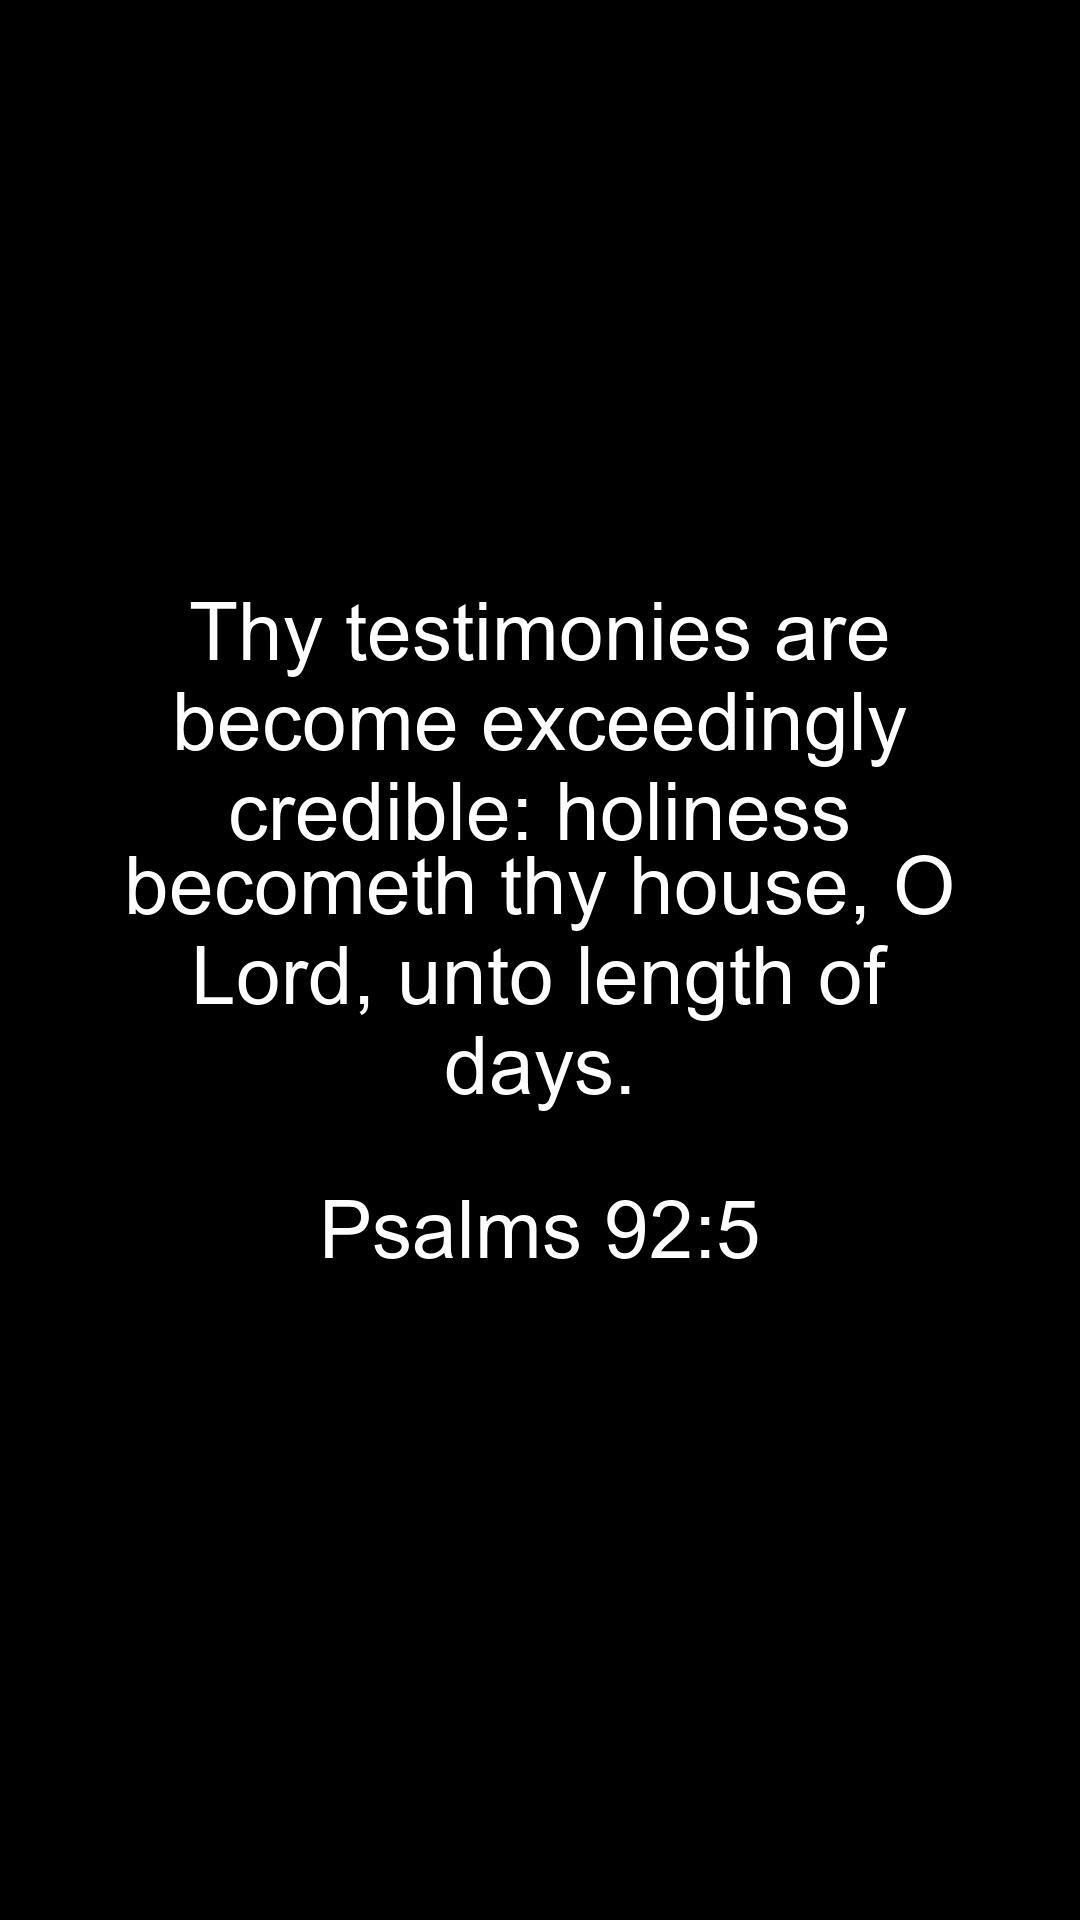 Thy testimonies are
become exceedingly
credible: holiness
becometh thy house, O
Lord, unto length of
days.
Psalms 92:5